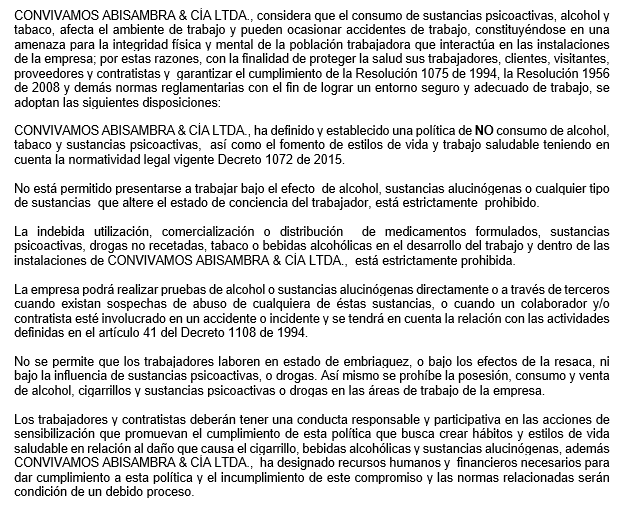 CONVIVAMOS ABISAMBRA & CÍA LTDA., considera que el consumo de sustancias psicoactivas, alcohol y
tabaco, afecta el ambiente de trabajo y pueden ocasionar accidentes de trabajo, constituyéndose en una
amenaza para la integridad física y mental de la población trabajadora que interactúa en las instalaciones
de la empresa; por estas razones, con la finalidad de proteger la salud sus trabajadores, clientes, visitantes,
proveedores y contratistas y garantizar el cumplimiento de la Resolución 1075 de 1994, la Resolución 1956
de 2008 y demás normas reglamentarias con el fin de lograr un entorno seguro y adecuado de trabajo, se
adoptan las siguientes disposiciones:
CONVIVAMOS ABISAMBRA & CÍA LTDA., ha definido y establecido una política de NO consumo de alcohol,
tabaco y sustancias psicoactivas, así como el fomento de estilos de vida y trabajo saludable teniendo en
cuenta la normatividad legal vigente Decreto 1072 de 2015.
No está permitido presentarse a trabajar bajo el efecto de alcohol, sustancias alucinógenas o cualquier tipo
de sustancias que altere el estado de conciencia del trabajador, está estrictamente prohibido.
La indebida utilización, comercialización o distribución de medicamentos formulados, sustancias
psicoactivas, drogas no recetadas, tabaco o bebidas alcohólicas en el desarrollo del trabajo y dentro de las
instalaciones de CONVIVAMOS ABISAMBRA & CÍA LTDA., está estrictamente prohibida.
La empresa podrá realizar pruebas de alcohol o sustancias alucinógenas directamente o a través de terceros
cuando existan sospechas de abuso de cualquiera de éstas sustancias, o cuando un colaborador y/o
contratista esté involucrado en un accidente o incidente y se tendrá en cuenta la relación con las actividades
definidas en el artículo 41 del Decreto 1108 de 1994.
No se permite que los trabajadores laboren en estado de embriaguez, o bajo los efectos de la resaca, ni
bajo la influencia de sustancias psicoactivas, o drogas. Así mismo se prohíbe la posesión, consumo y venta
de alcohol, cigarrillos y sustancias psicoactivas o drogas en las áreas de trabajo de la empresa.
Los trabajadores y contratistas deberán tener una conducta responsable y participativa en las acciones de
sensibilización que promuevan el cumplimiento de esta política que busca crear hábitos y estilos de vida
saludable en relación al daño que causa el cigarrillo, bebidas alcohólicas y sustancias alucinógenas, además
CONVIVAMOS ABISAMBRA & CÍA LTDA., ha designado recursos humanos y financieros necesarios para
dar cumplimiento a esta política y el incumplimiento de este compromiso y las normas relacionadas serán
condición de un debido proceso.